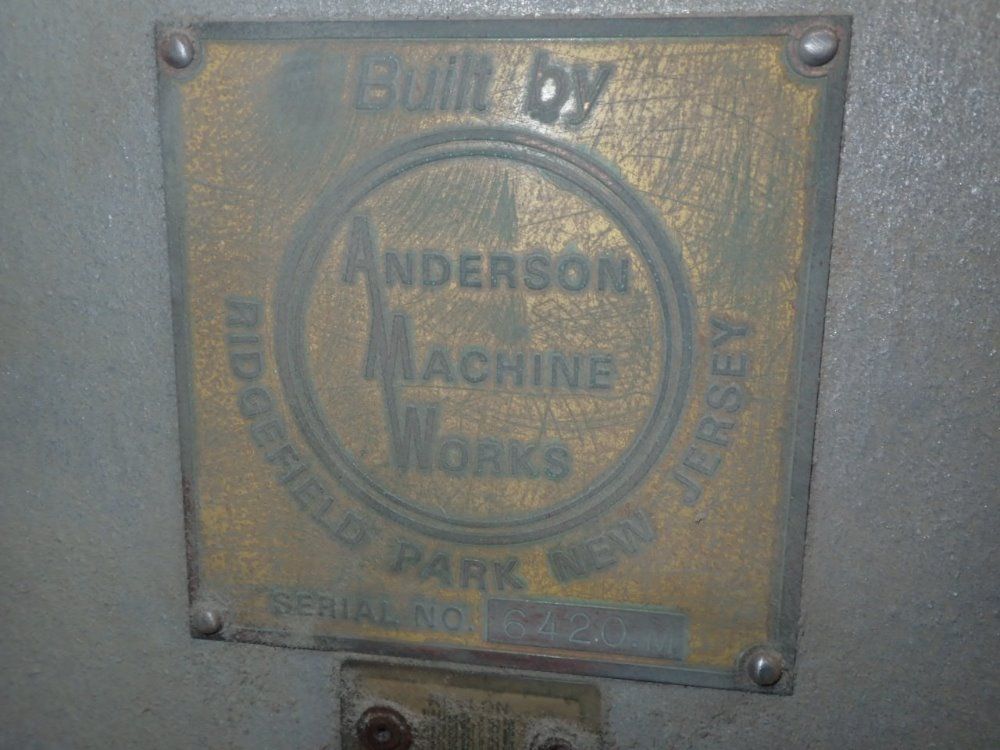 Built by
ANDERSON
MACHINE
WORKS
RIDGEFIELD PARK NEW JERSEY
SERIAL NO. 6420 M